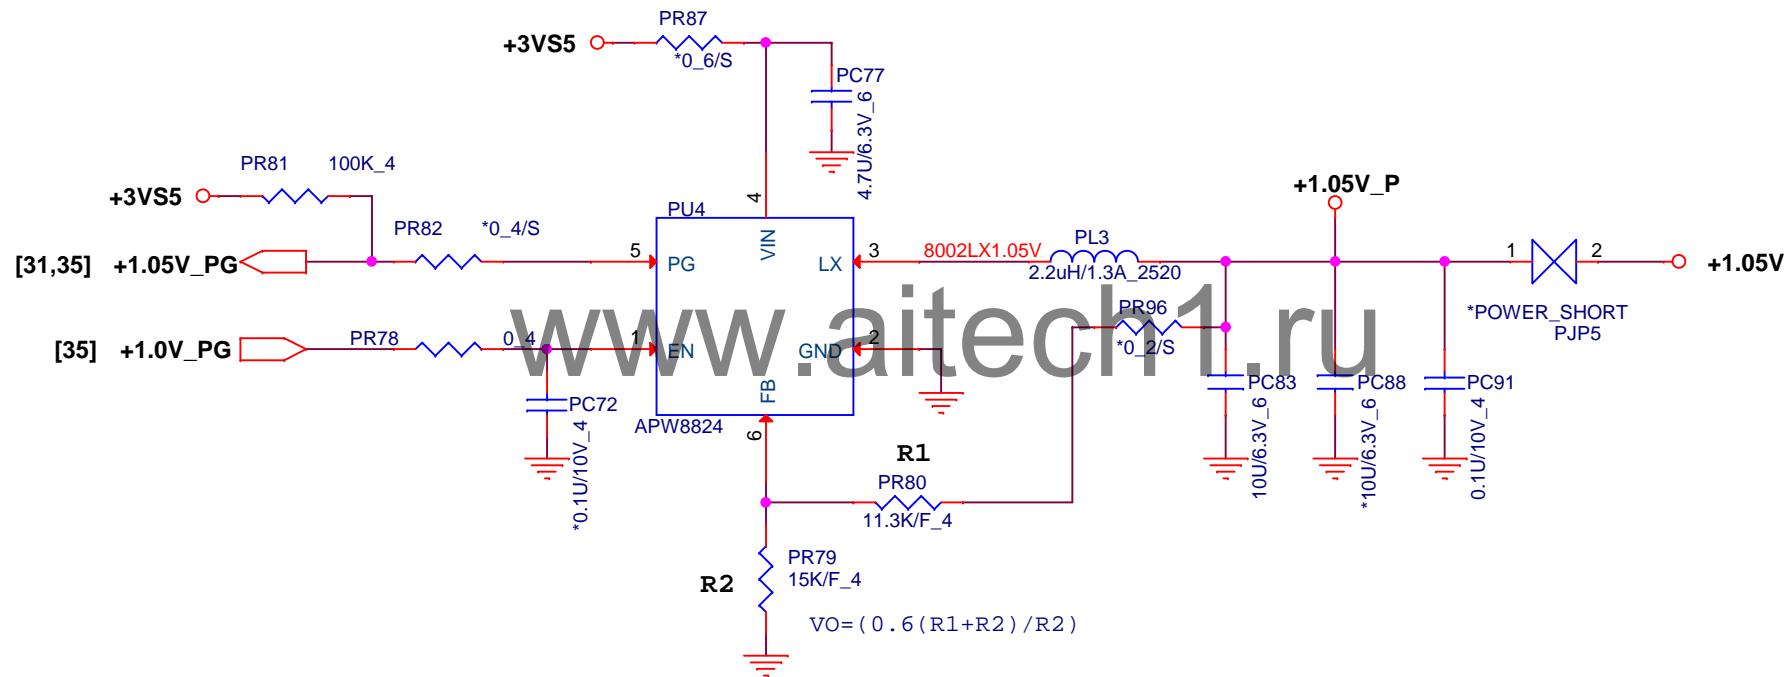 PR87
+3VS5
*0_6/S
PC77
4.7U/6.3V_6
PR81 100K_4
+3VS5
PR82 *0_4/S
[31,35] +1.05V_PG
[35] +1.0V_PG
PR78 0_4
PC72
*0.1U/10V_4
PU4
4
VIN
5 PG
LX 3
1 EN
GND 2
FB
6
APW8824
8002LX1.05V
PL3
2.2uH/1.3A_2520
+1.05V_P
1 2
+1.05V
*POWER_SHORT
PJP5
PR96
*0_2/S
PC83
10U/6.3V_6
PC88
*10U/6.3V_6
PC91
0.1U/10V_4
www.aitech1.ru
R1
PR80
11.3K/F_4
R2
PR79
15K/F_4
VO=(0.6(R1+R2)/R2)